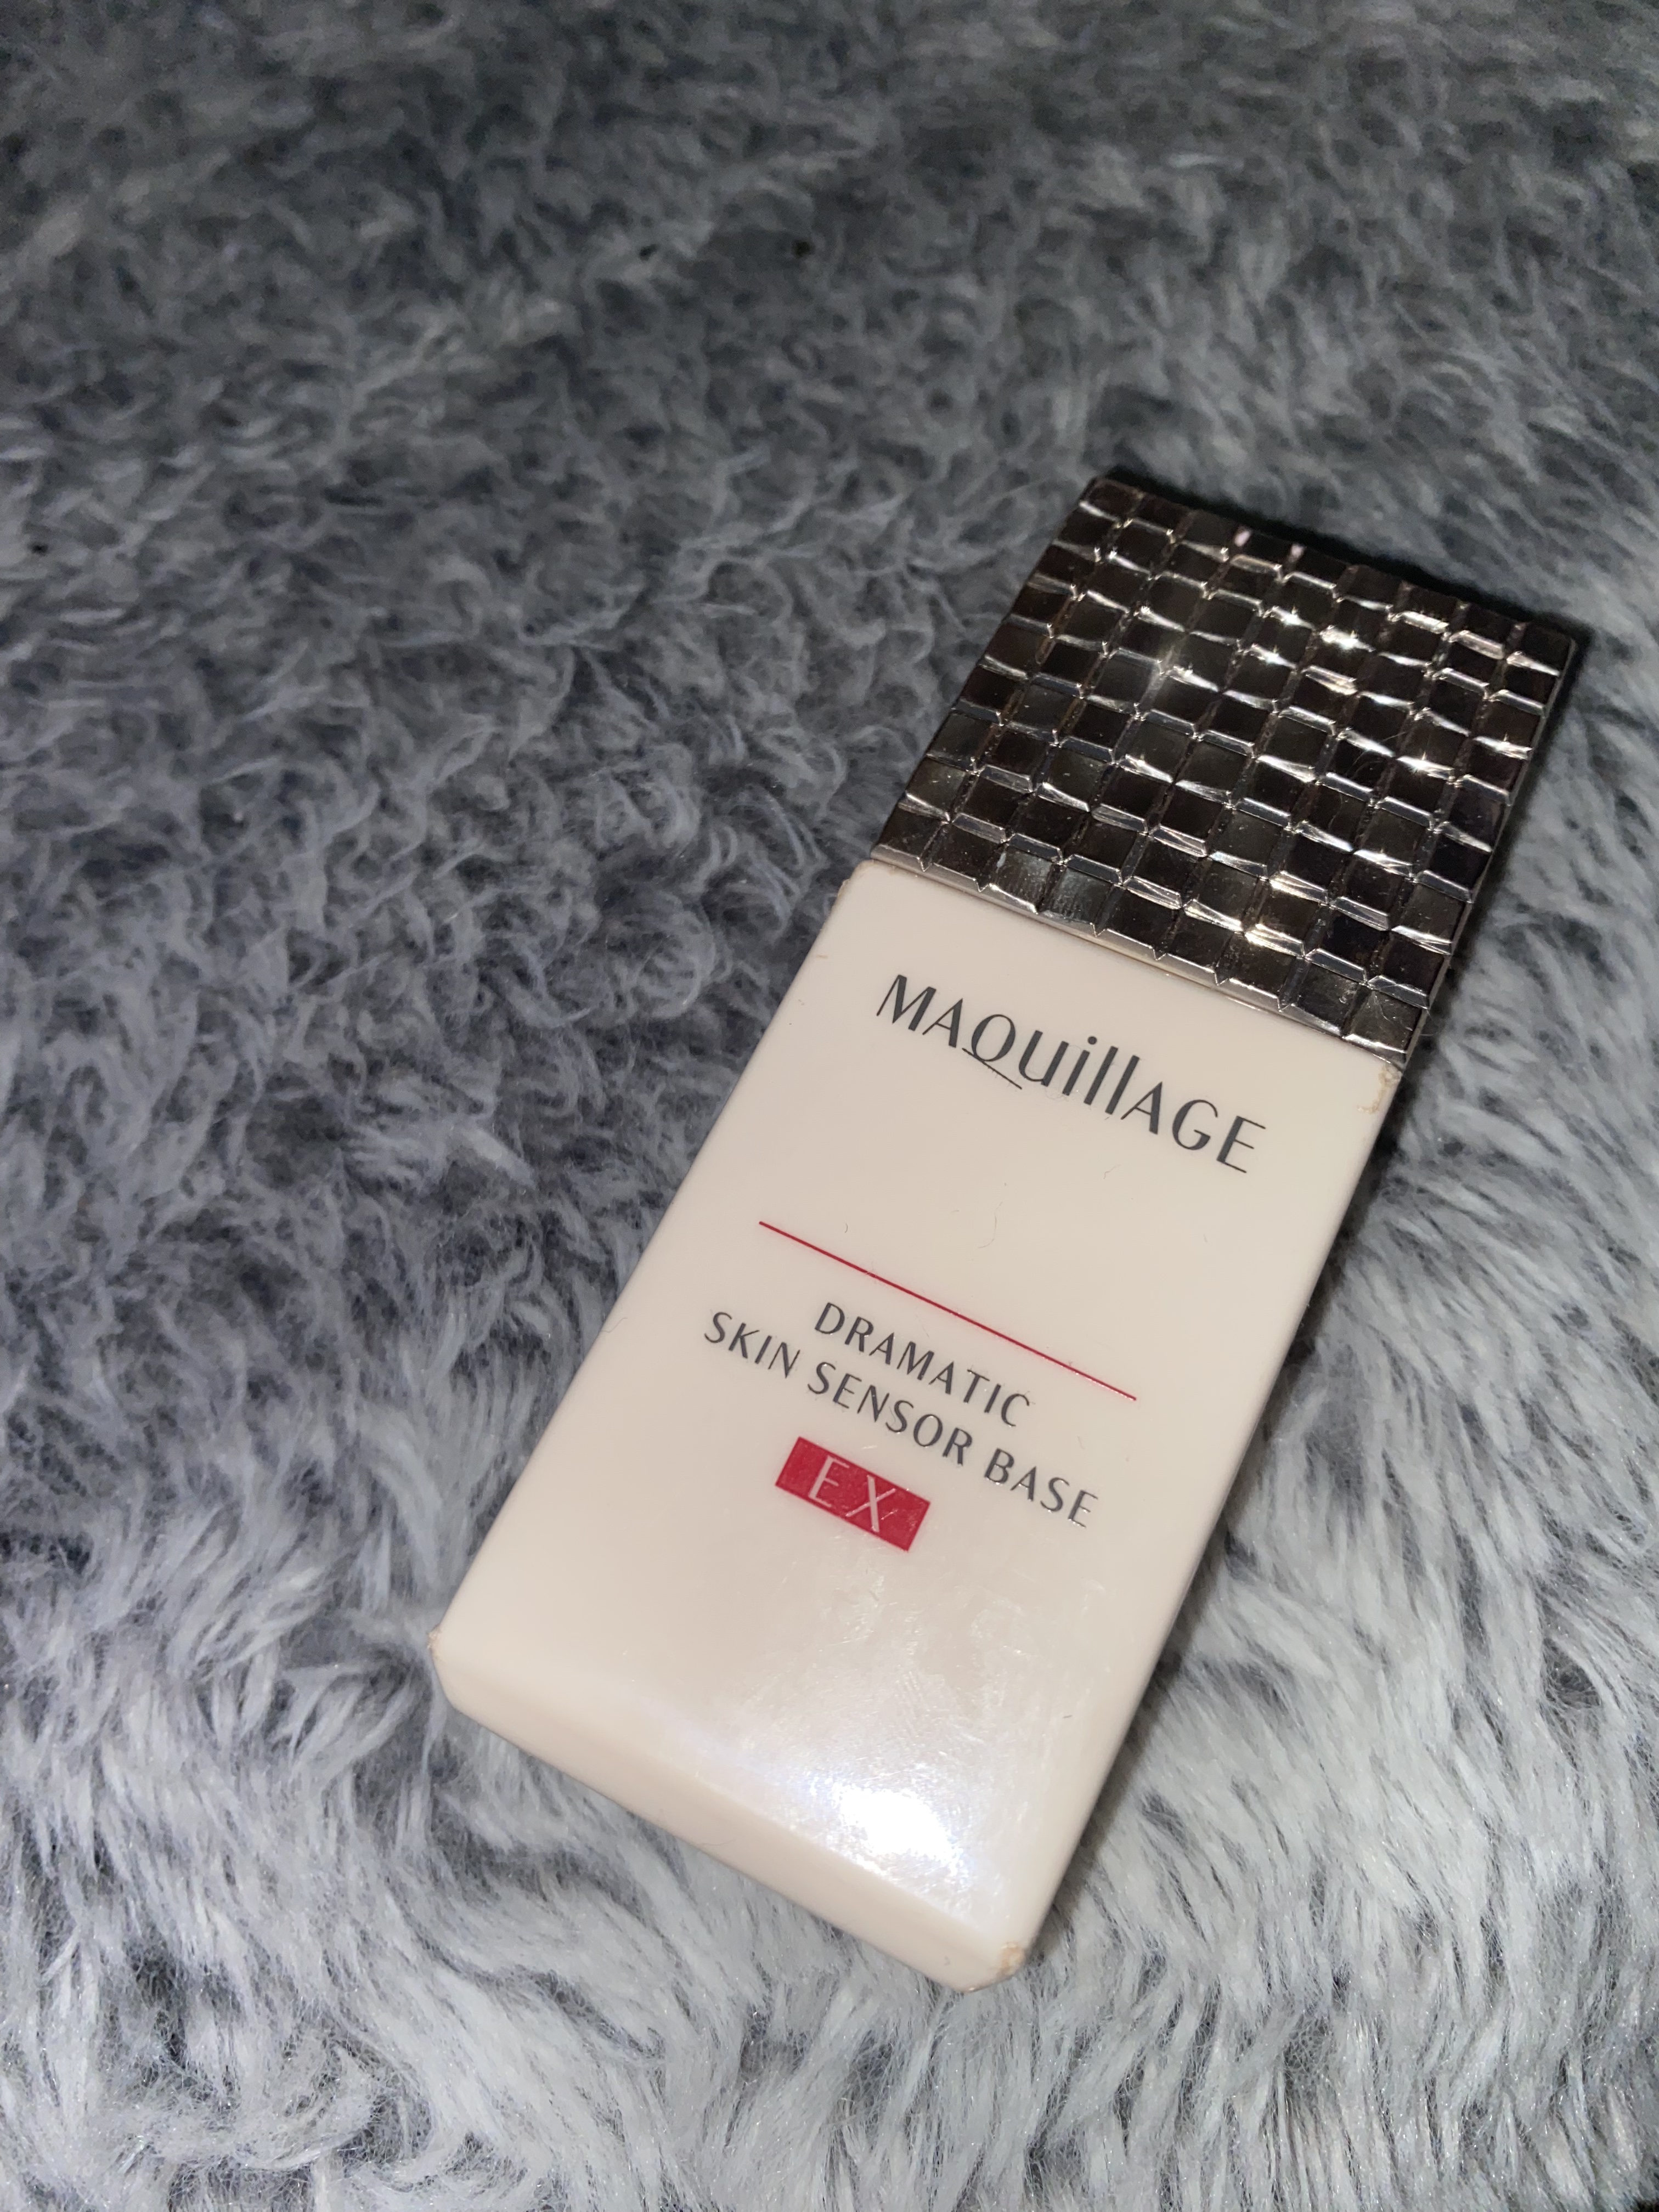 MAQuillAGE
DRAMATIC
SKIN SENSOR BASE
EX